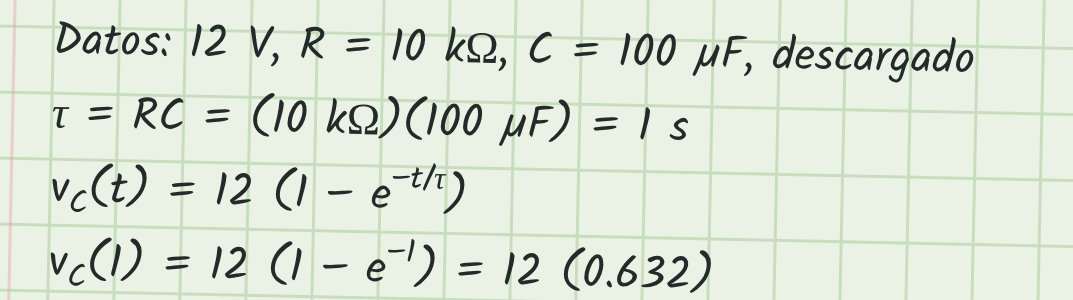 Datos: 12 V, R = 10 kΩ, C = 100 μF, descargado
τ = RC = (10 kΩ)(100 μF) = 1 s
v_C(t) = 12 (1 − e^{−t/τ})
v_C(1) = 12 (1 − e^{−1}) = 12 (0.632)